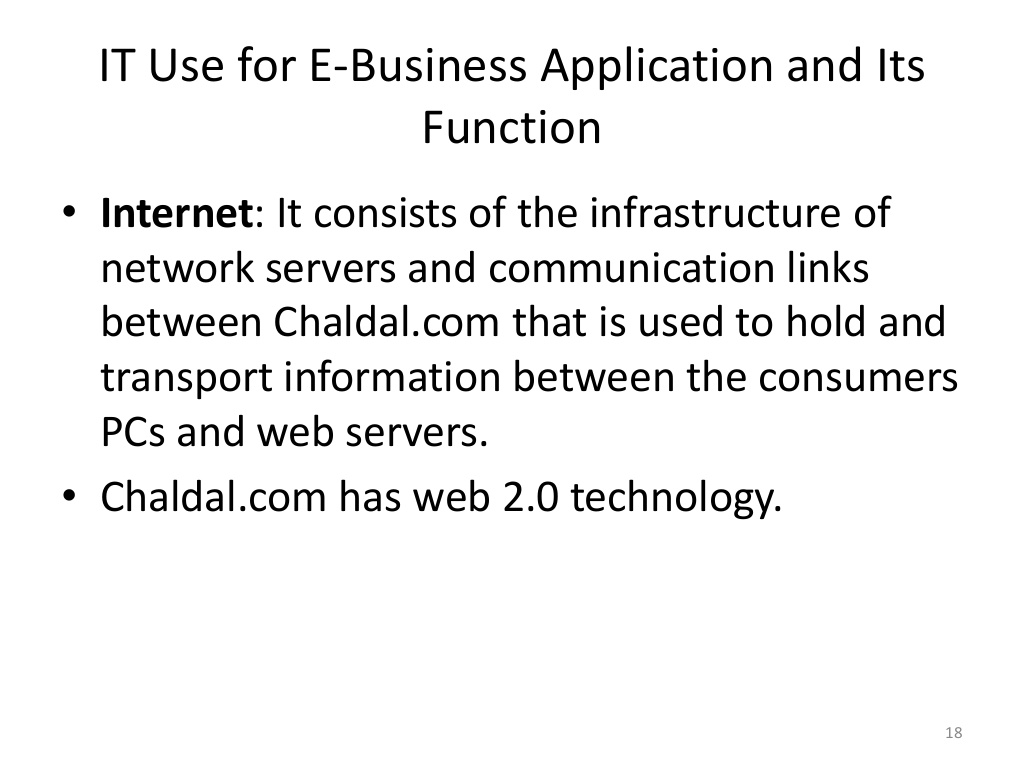 IT Use for E-Business Application and Its
Function
• Internet: It consists of the infrastructure of
network servers and communication links
between Chaldal.com that is used to hold and
transport information between the consumers
PCs and web servers.
• Chaldal.com has web 2.0 technology.
18